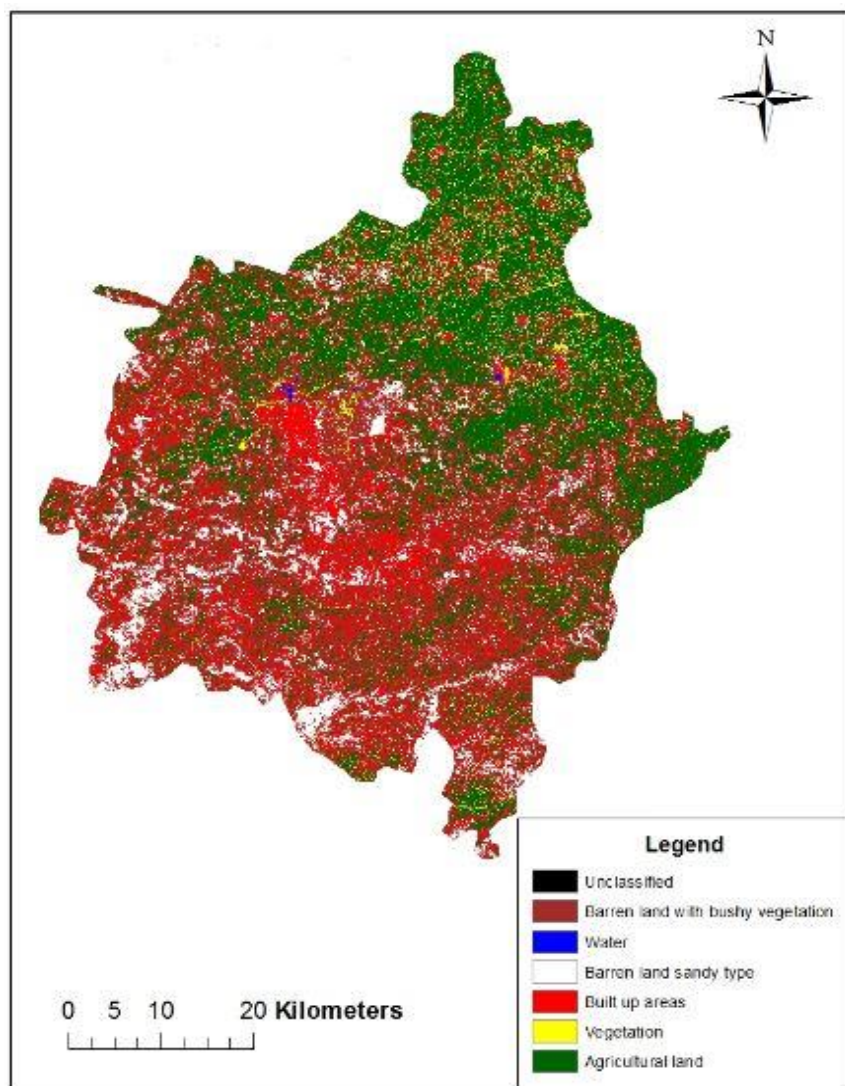 N
Legend
Unclassified
Barren land with bushy vegetation
Water
Barren land sandy type
Built up areas
Vegetation
Agricultural land
0 5 10 20 Kilometers